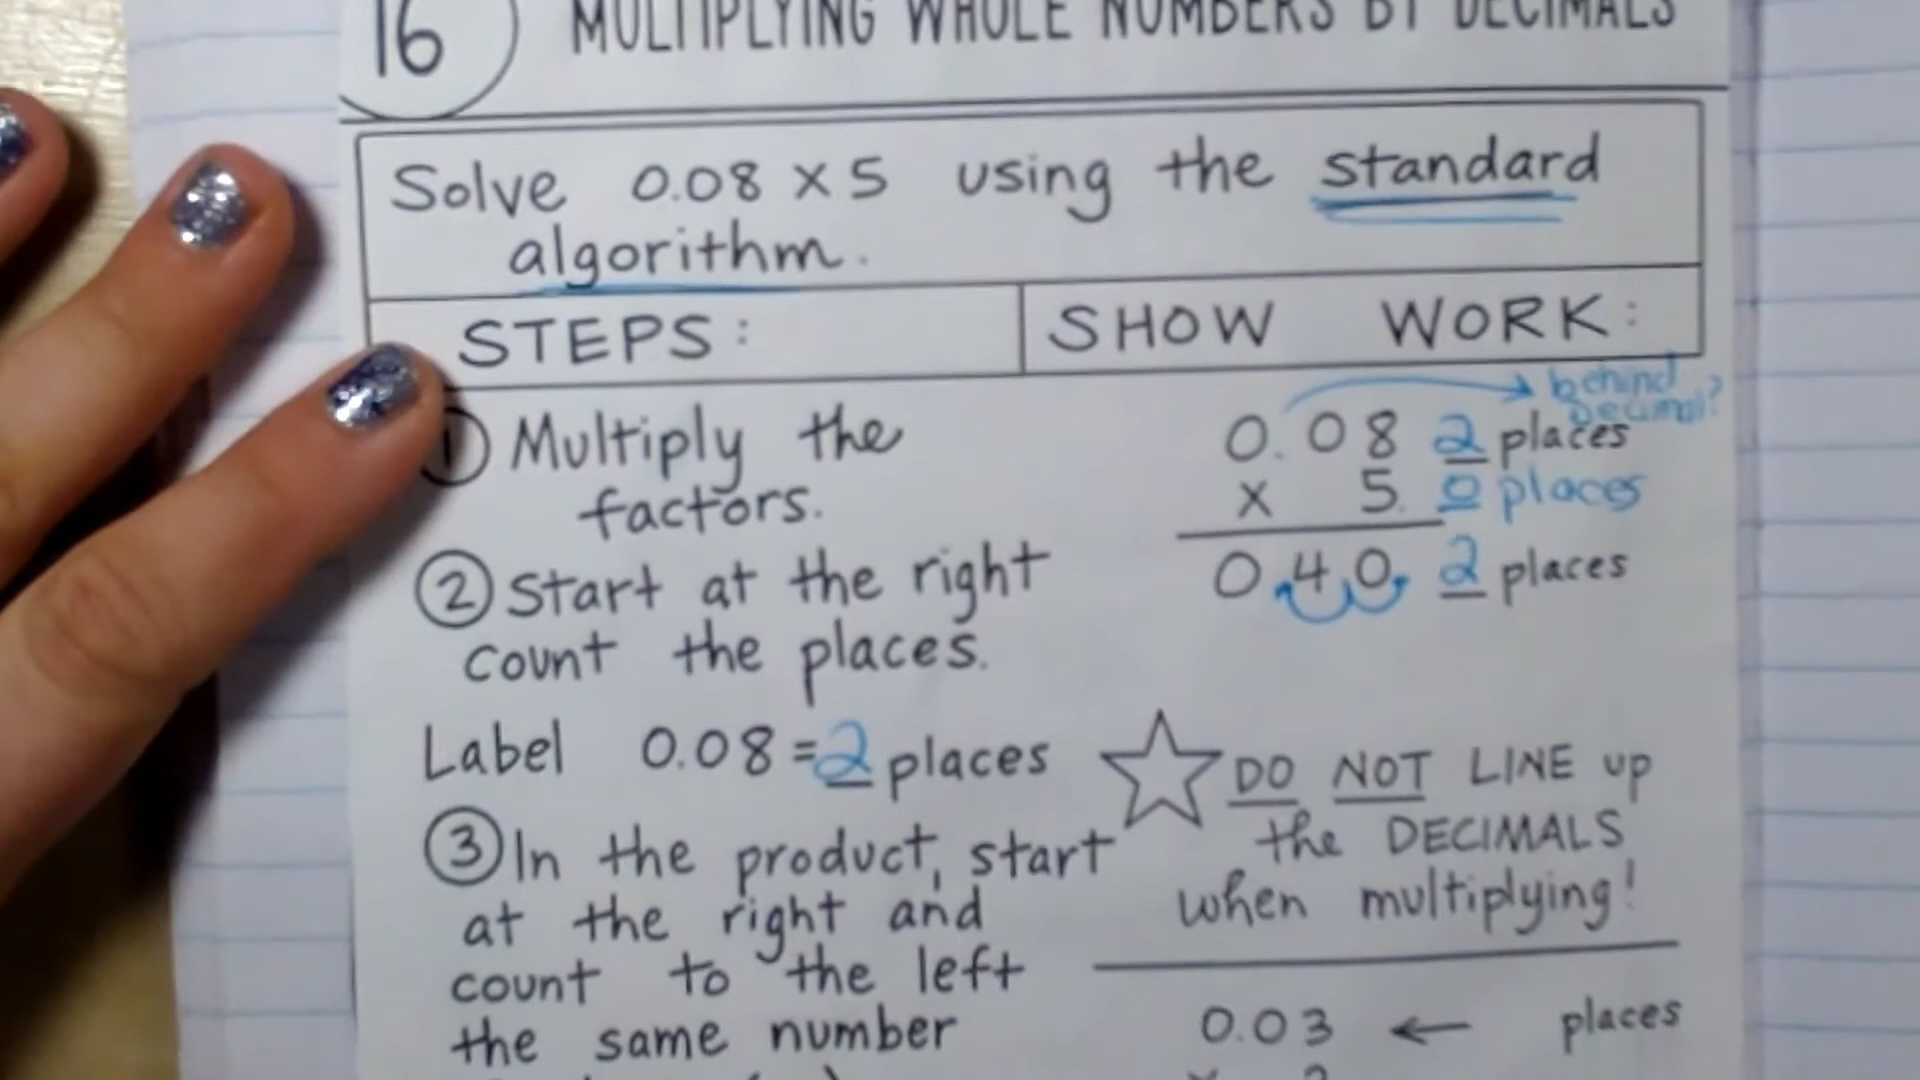 16 MULTIPLYING WHOLE NUMBERS BY DECIMALS
Solve 0.08 x 5 using the standard
algorithm.
STEPS:
SHOW WORK:
① Multiply the
factors.
② Start at the right
count the places.
Label 0.08 = 2 places
③ In the product, start
at the right and
count to the left
the same number
behind
Decimal?
0.08 2 places
x 5. 0 places
0.40. 2 places
☆ DO NOT LINE up
the DECIMALS
when multiplying!
0.03 ← places